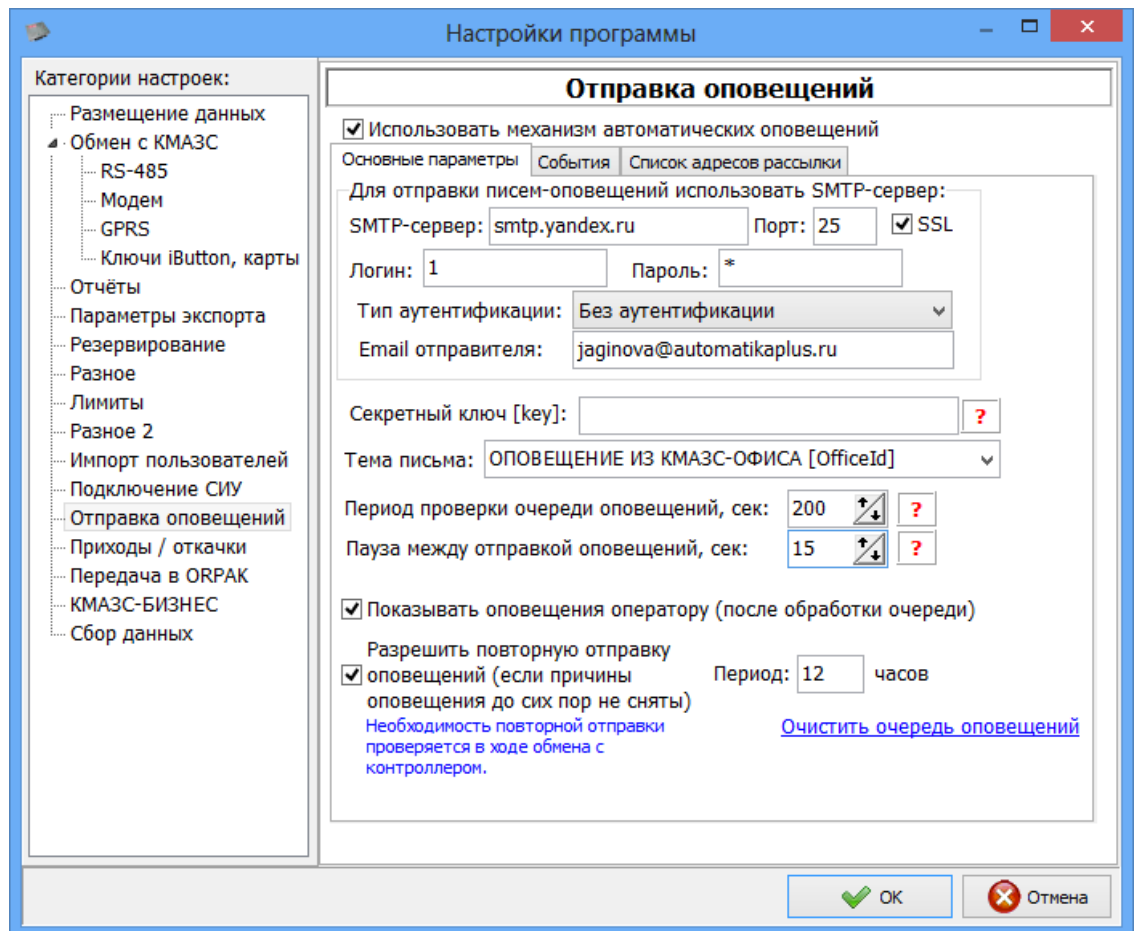 Настройки программы
Категории настроек:
Размещение данных
Обмен с КМАЗС
RS-485
Модем
GPRS
Ключи iButton, карты
Отчёты
Параметры экспорта
Резервирование
Разное
Лимиты
Разное 2
Импорт пользователей
Подключение СИУ
Отправка оповещений
Приходы / откачки
Передача в ORPAK
КМАЗС-БИЗНЕС
Сбор данных
Отправка оповещений
Использовать механизм автоматических оповещений
Основные параметры События Список адресов рассылки
Для отправки писем-оповещений использовать SMTP-сервер:
SMTP-сервер: smtp.yandex.ru Порт: 25 SSL
Логин: 1 Пароль: *
Тип аутентификации: Без аутентификации
Email отправителя: jaginova@automatikaplus.ru
Секретный ключ [key]: ?
Тема письма: ОПОВЕЩЕНИЕ ИЗ КМАЗС-ОФИСА [OfficeId]
Период проверки очереди оповещений, сек: 200 ?
Пауза между отправкой оповещений, сек: 15 ?
Показывать оповещения оператору (после обработки очереди)
Разрешить повторную отправку
оповещений (если причины
оповещения до сих пор не сняты)
Период: 12 часов
Необходимость повторной отправки
проверяется в ходе обмена с
контроллером.
Очистить очередь оповещений
OK Отмена